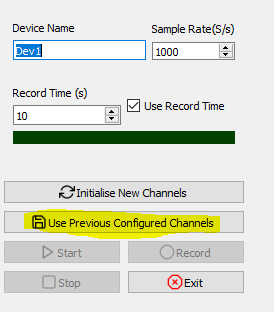 Device Name
Sample Rate(S/s)
Dev1
1000
Record Time (s)
10
Use Record Time
Initialise New Channels
Use Previous Configured Channels
Start
Record
Stop
Exit